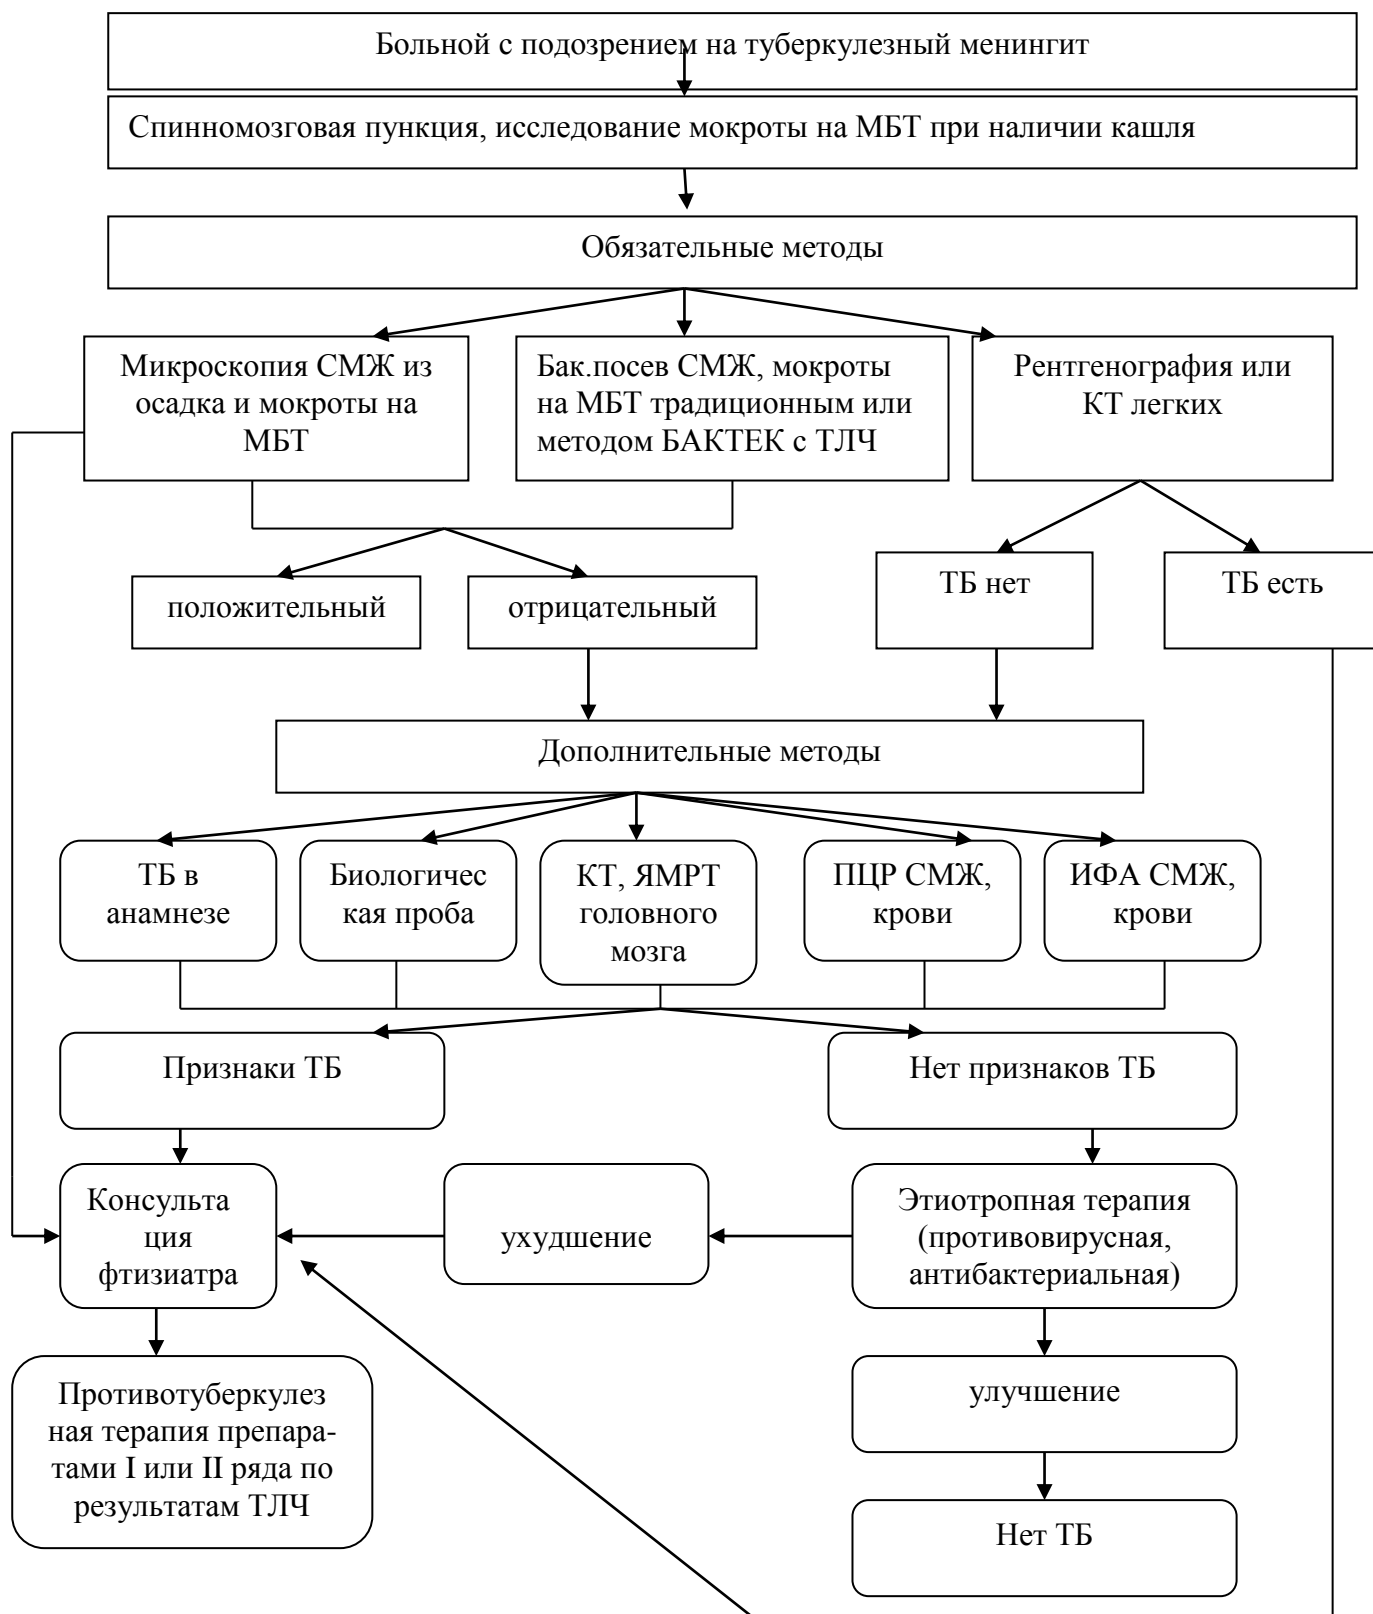 Больной с подозрением на туберкулезный менингит
Спинномозговая пункция, исследование мокроты на МБТ при наличии кашля
Обязательные методы
Микроскопия СМЖ из
осадка и мокроты на
МБТ
Бак.посев СМЖ, мокроты
на МБТ традиционным или
методом БАКТЕК с ТЛЧ
Рентгенография или
КТ легких
положительный
отрицательный
ТБ нет
ТБ есть
Дополнительные методы
ТБ в
анамнезе
Биологичес
кая проба
КТ, ЯМРТ
головного
мозга
ПЦР СМЖ,
крови
ИФА СМЖ,
крови
Признаки ТБ
Нет признаков ТБ
Консульта
ция
фтизиатра
ухудшение
Этиотропная терапия
(противовирусная,
антибактериальная)
Противотуберкулез
ная терапия препара-
тами I или II ряда по
результатам ТЛЧ
улучшение
Нет ТБ